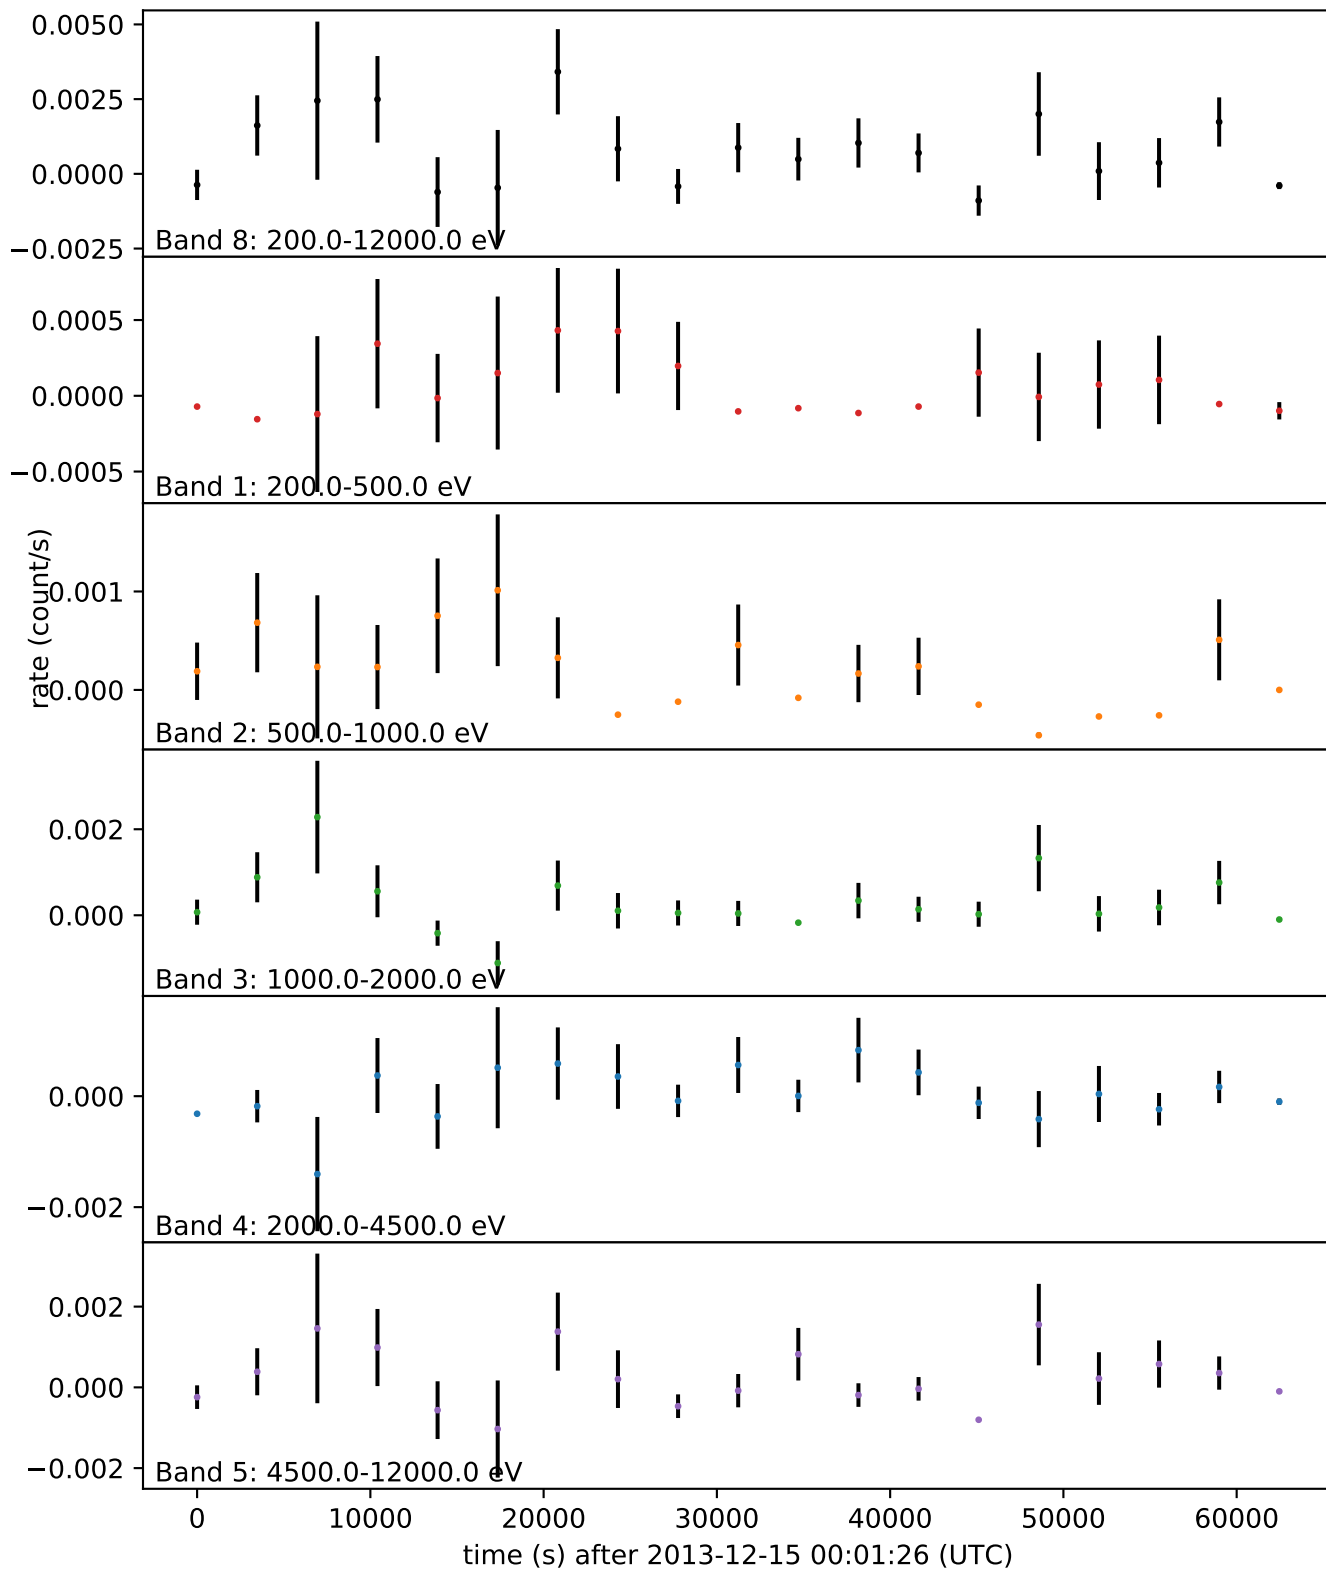 0.0050
0.0025
0.0000
−0.0025
Band 8: 200.0-12000.0 eV
0.0005
0.0000
−0.0005
Band 1: 200.0-500.0 eV
rate (count/s)
0.001
0.000
Band 2: 500.0-1000.0 eV
0.002
0.000
Band 3: 1000.0-2000.0 eV
0.000
−0.002
Band 4: 2000.0-4500.0 eV
0.002
0.000
−0.002
Band 5: 4500.0-12000.0 eV
0 10000 20000 30000 40000 50000 60000
time (s) after 2013-12-15 00:01:26 (UTC)